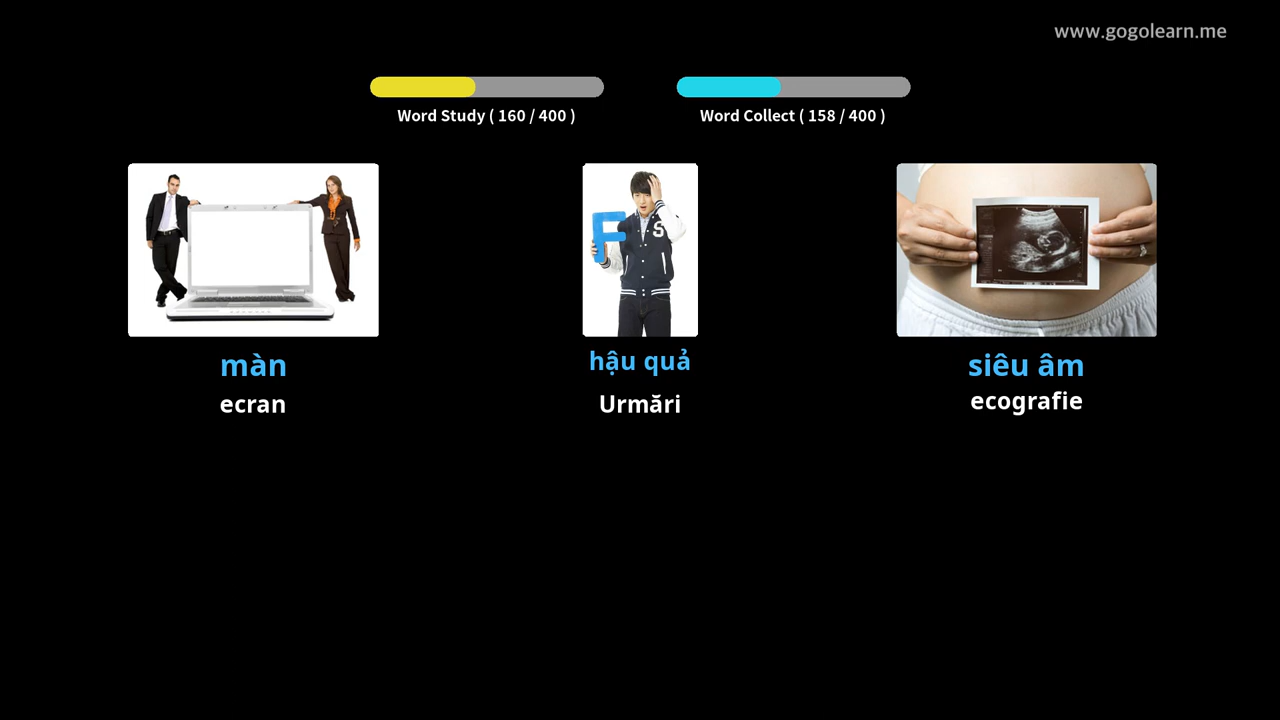 www.gogolearn.me
Word Study ( 160 / 400 )
Word Collect ( 158 / 400 )
F
S
màn
hậu quả
siêu âm
ecran
Urmări
ecografie